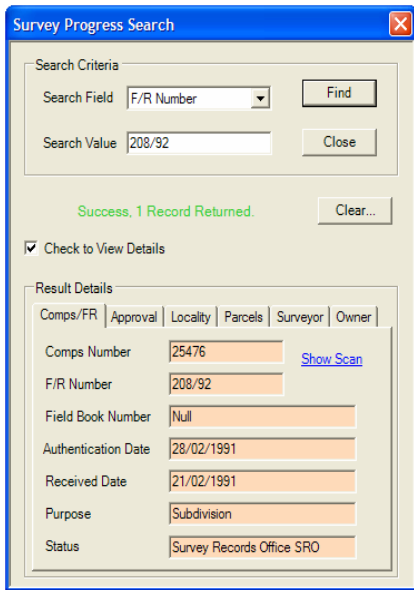 Survey Progress Search
Search Criteria
Search Field F/R Number Find
Search Value 208/92 Close
Success, 1 Record Returned. Clear...
Check to View Details
Result Details
Comps/FR Approval Locality Parcels Surveyor Owner
Comps Number 25476 Show Scan
F/R Number 208/92
Field Book Number Null
Authentication Date 28/02/1991
Received Date 21/02/1991
Purpose Subdivision
Status Survey Records Office SRO